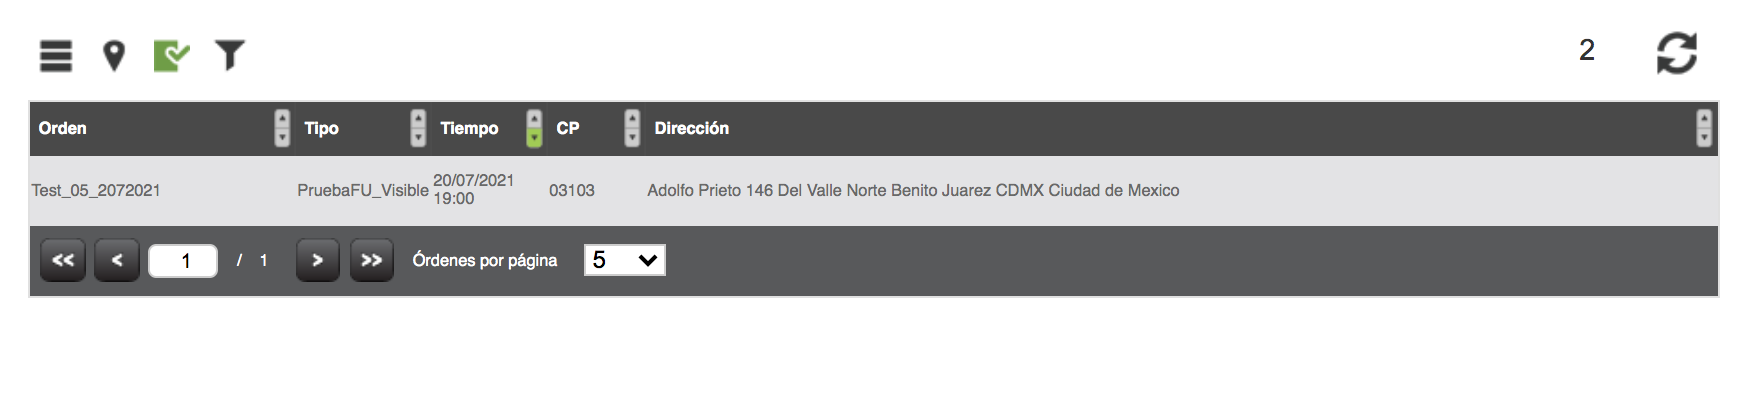 2
Orden Tipo Tiempo CP Dirección
Test_05_2072021 PruebaFU_Visible 20/07/2021 19:00 03103 Adolfo Prieto 146 Del Valle Norte Benito Juarez CDMX Ciudad de Mexico
<< < 1 / 1 > >> Órdenes por página 5